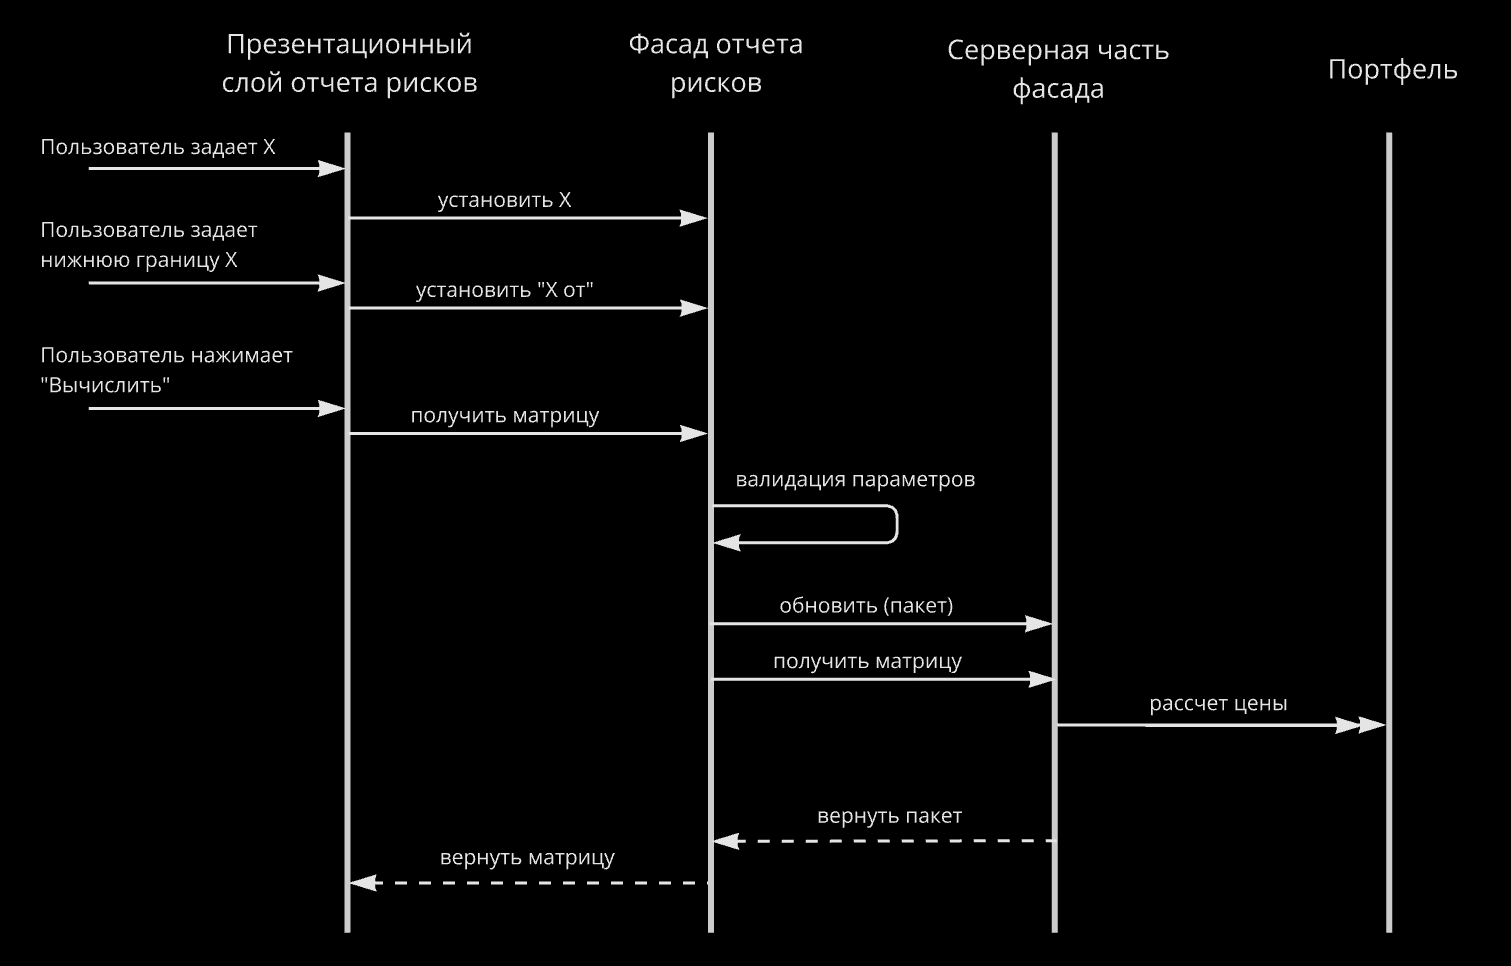 Презентационный
слой отчета рисков
Фасад отчета
рисков
Серверная часть
фасада
Портфель
Пользователь задает X
установить X
Пользователь задает
нижнюю границу X
установить "X от"
Пользователь нажимает
"Вычислить"
получить матрицу
валидация параметров
обновить (пакет)
получить матрицу
рассчет цены
вернуть пакет
вернуть матрицу